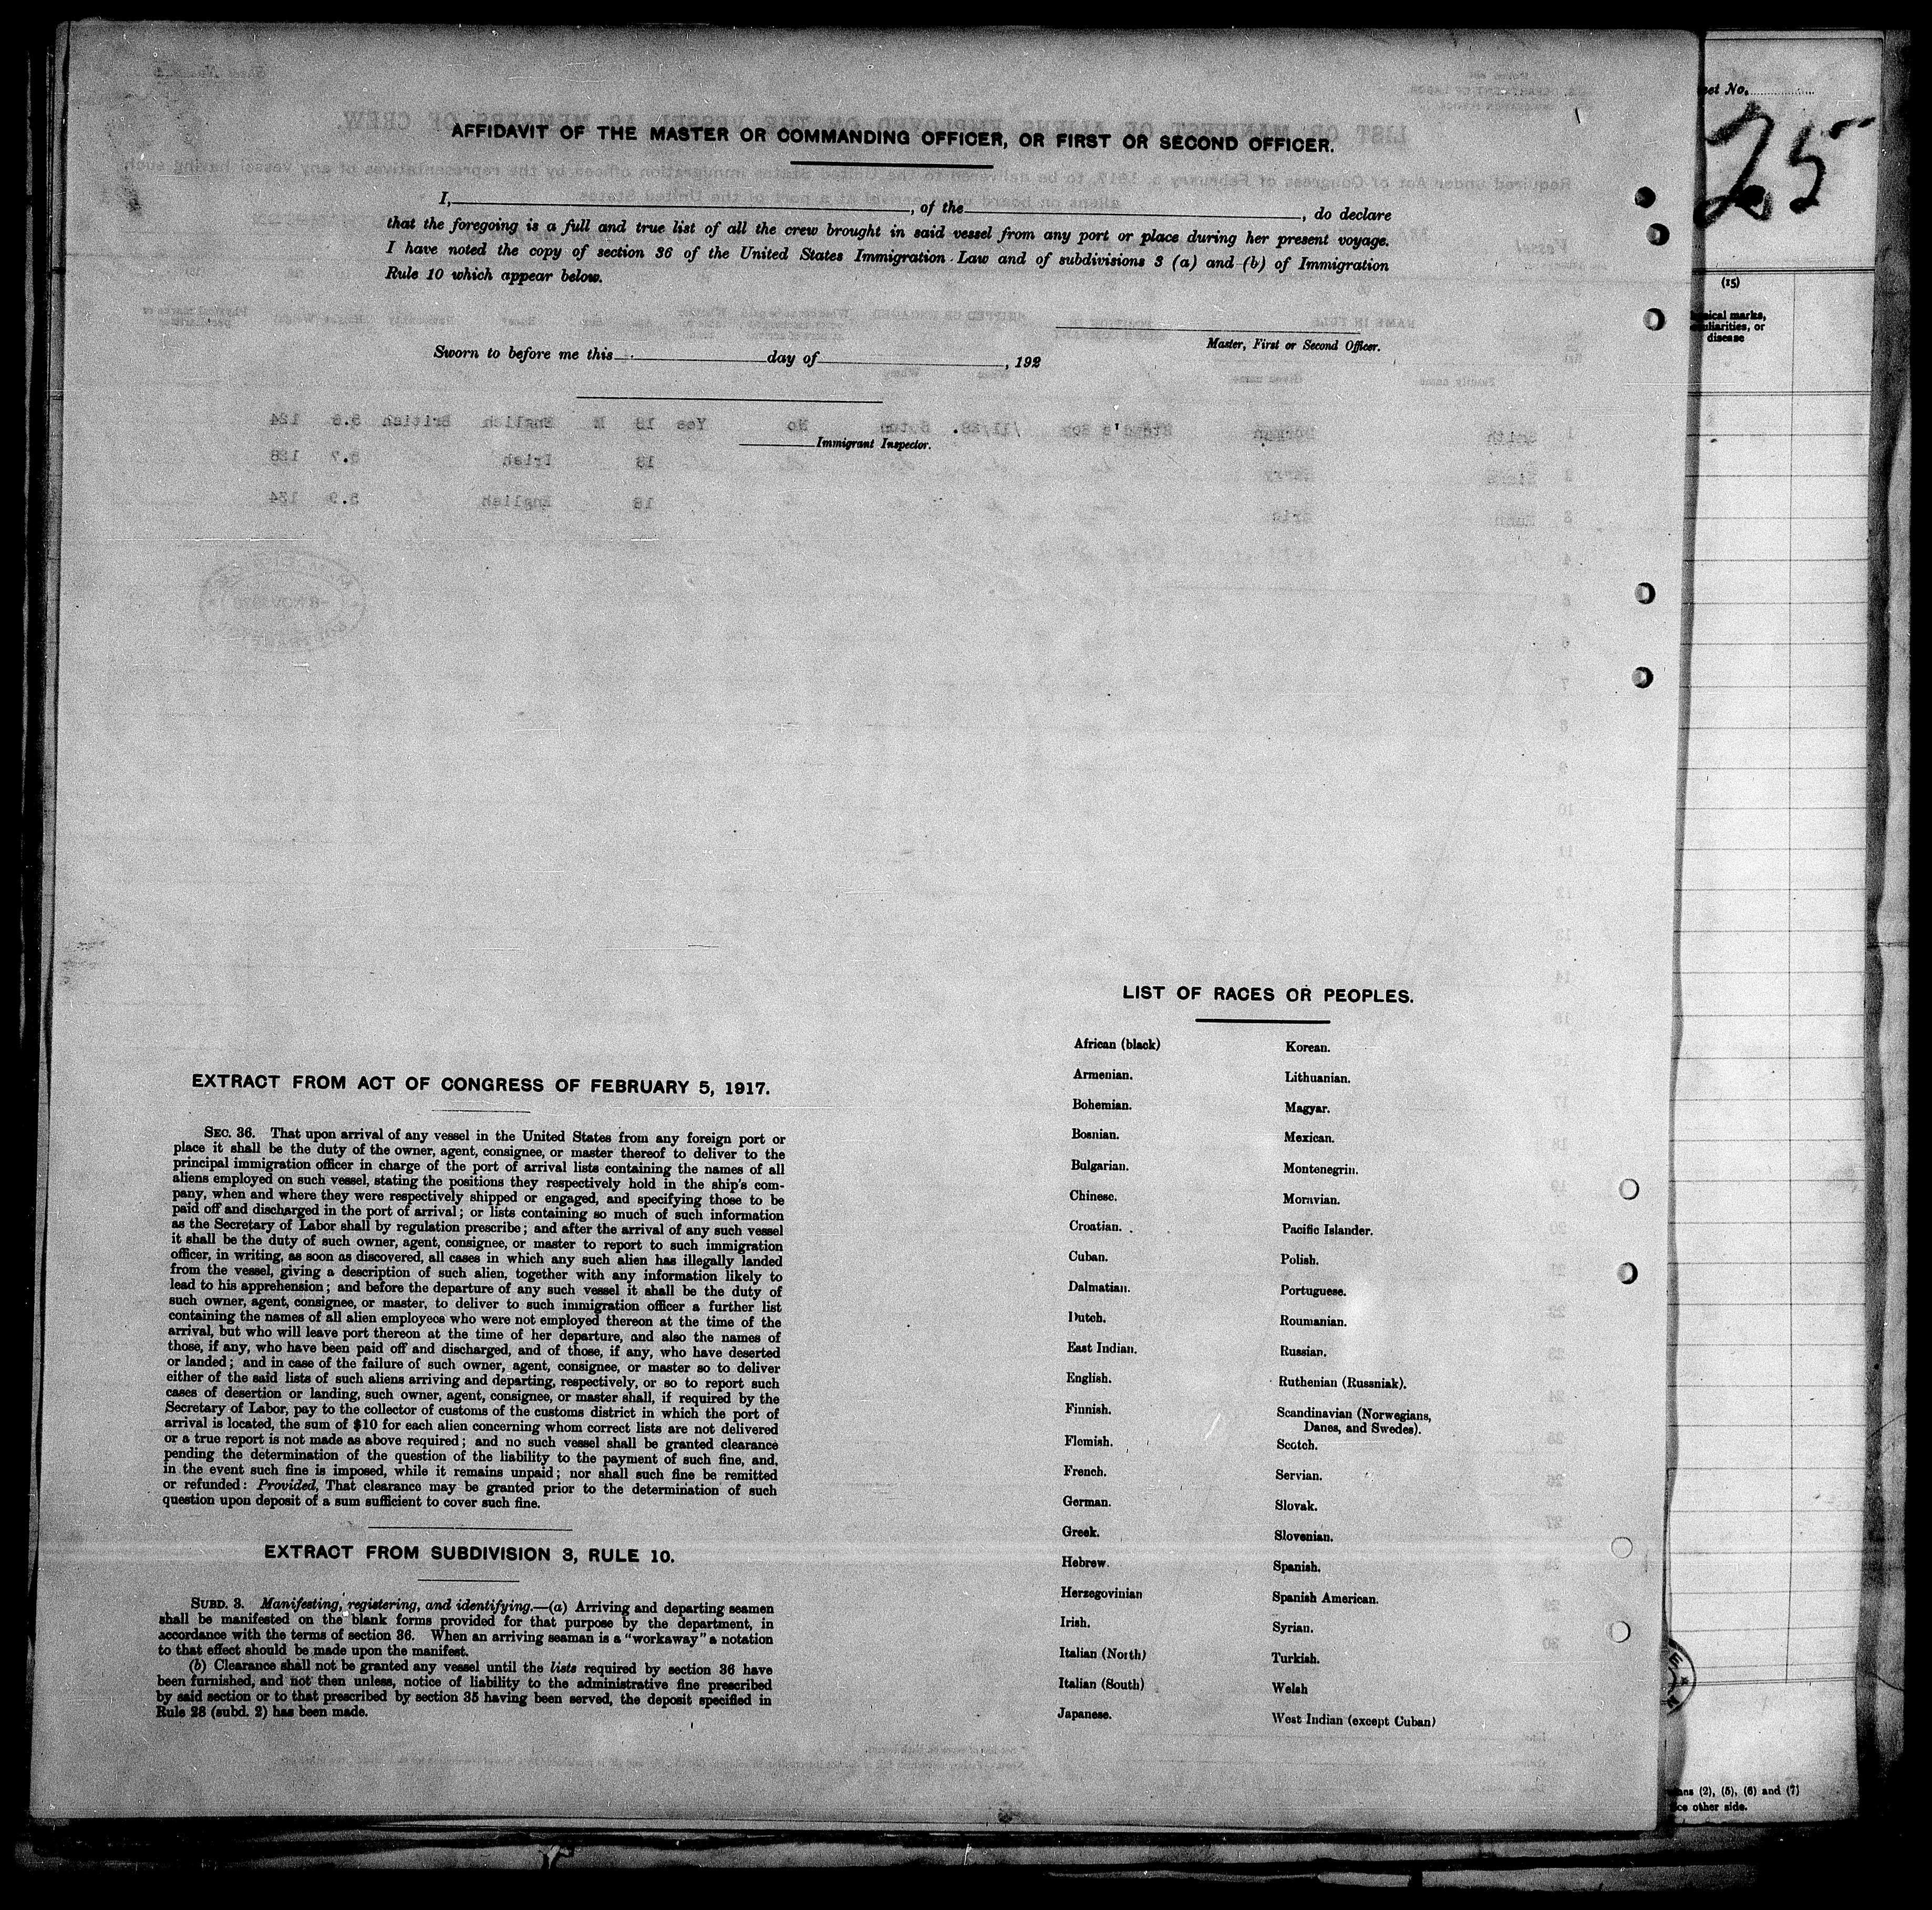 AFFIDAVIT OF THE MASTER OR COMMANDING OFFICER, OR FIRST OR SECOND OFFICER.
I, , of the , do declare
that the foregoing is a full and true list of all the crew brought in said vessel from any port or place during her present voyage.
I have noted the copy of section 36 of the United States Immigration Law and of subdivisions 3 (a) and (b) of Immigration
Rule 10 which appear below.
Master, First or Second Officer.
Sworn to before me this day of , 192
Immigrant Inspector.
EXTRACT FROM ACT OF CONGRESS OF FEBRUARY 5, 1917.
SEC. 36. That upon arrival of any vessel in the United States from any foreign port or
place it shall be the duty of the owner, agent, consignee, or master thereof to deliver to the
principal immigration officer in charge of the port of arrival lists containing the names of all
aliens employed on such vessel, stating the positions they respectively hold in the ship's com-
pany, when and where they were respectively shipped or engaged, and specifying those to be
paid off and discharged in the port of arrival; or lists containing so much of such information
as the Secretary of Labor shall by regulation prescribe; and after the arrival of any such vessel
it shall be the duty of such owner, agent, consignee, or master to report to such immigration
officer, in writing, as soon as discovered, all cases in which any such alien has illegally landed
from the vessel, giving a description of such alien, together with any information likely to
lead to his apprehension; and before the departure of any such vessel it shall be the duty of
such owner, agent, consignee, or master, to deliver to such immigration officer a further list
containing the names of all alien employees who were not employed thereon at the time of the
arrival, but who will leave port thereon at the time of her departure, and also the names of
those, if any, who have been paid off and discharged, and of those, if any, who have deserted
or landed; and in case of the failure of such owner, agent, consignee, or master so to deliver
either of the said lists of such aliens arriving and departing, respectively, or so to report such
cases of desertion or landing, such owner, agent, consignee, or master shall, if required by the
Secretary of Labor, pay to the collector of customs of the customs district in which the port of
arrival is located, the sum of $10 for each alien concerning whom correct lists are not delivered
or a true report is not made as above required; and no such vessel shall be granted clearance
pending the determination of the question of the liability to the payment of such fine, and,
in the event such fine is imposed, while it remains unpaid; nor shall such fine be remitted
or refunded: Provided, That clearance may be granted prior to the determination of such
question upon deposit of a sum sufficient to cover such fine.
EXTRACT FROM SUBDIVISION 3, RULE 10.
SUBD. 3. Manifesting, registering, and identifying.—(a) Arriving and departing seamen
shall be manifested on the blank forms provided for that purpose by the department, in
accordance with the terms of section 36. When an arriving seaman is a "workaway" a notation
to that effect should be made upon the manifest.
(b) Clearance shall not be granted any vessel until the lists required by section 36 have
been furnished, and not then unless, notice of liability to the administrative fine prescribed
by said section or to that prescribed by section 35 having been served, the deposit specified in
Rule 28 (subd. 2) has been made.
LIST OF RACES OR PEOPLES.
African (black)
Armenian.
Bohemian.
Bosnian.
Bulgarian.
Chinese.
Croatian.
Cuban.
Dalmatian.
Dutch.
East Indian.
English.
Finnish.
Flemish.
French.
German.
Greek.
Hebrew.
Herzegovinian
Irish.
Italian (North)
Italian (South)
Japanese.
Korean.
Lithuanian.
Magyar.
Mexican.
Montenegrin.
Moravian.
Pacific Islander.
Polish.
Portuguese.
Roumanian.
Russian.
Ruthenian (Russniak).
Scandinavian (Norwegians,
Danes, and Swedes).
Scotch.
Servian.
Slovak.
Slovenian.
Spanish.
Spanish American.
Syrian.
Turkish.
Welsh
West Indian (except Cuban)
No.
25
(15)
marks,
or
disease
(2), (5), (6) and (7)
other side.